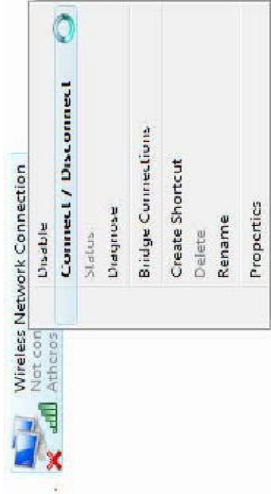 Wireless Network Connection
Not con
Atheros
Disable
Connect / Disconnect
Status
Diagnose
Bridge Connections
Create Shortcut
Delete
Rename
Properties